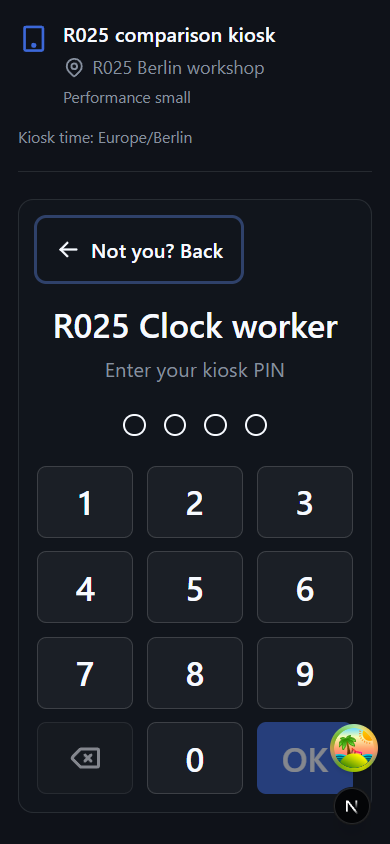 R025 comparison kiosk
R025 Berlin workshop
Performance small
Kiosk time: Europe/Berlin
Not you? Back
R025 Clock worker
Enter your kiosk PIN
1 2 3
4 5 6
7 8 9
0 OK
N